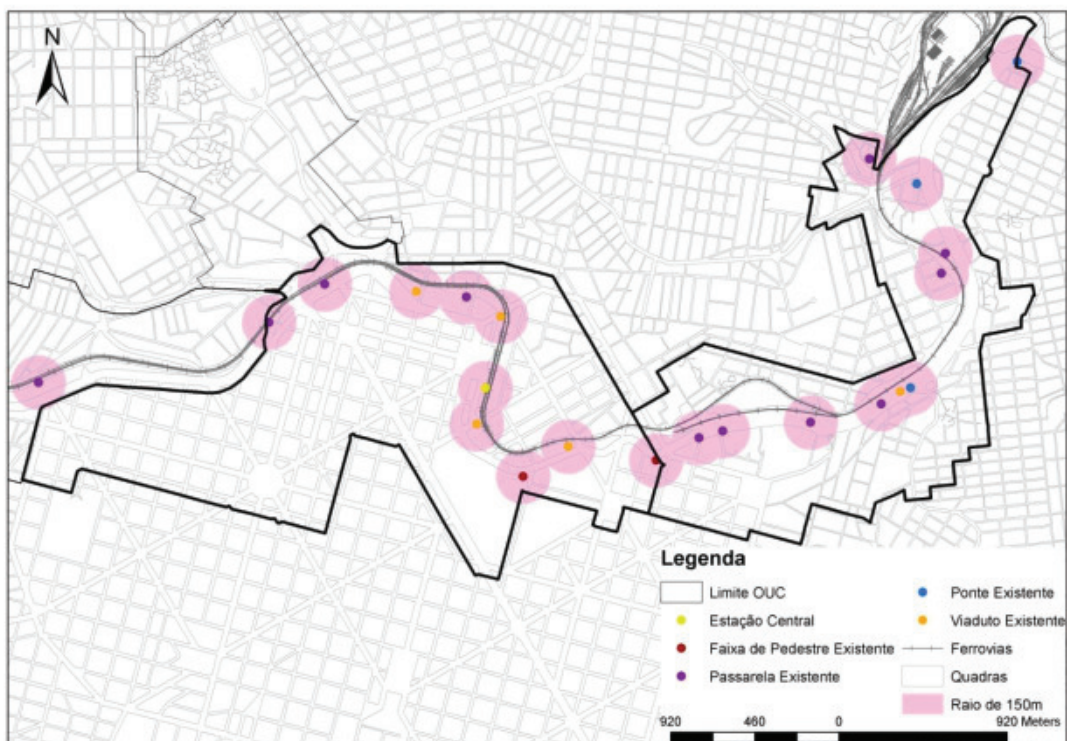 N
Legenda
Limite OUC
Estação Central
Faixa de Pedestre Existente
Passarela Existente
Ponte Existente
Viaduto Existente
Ferrovias
Quadras
Raio de 150m
920 460 0 920 Meters